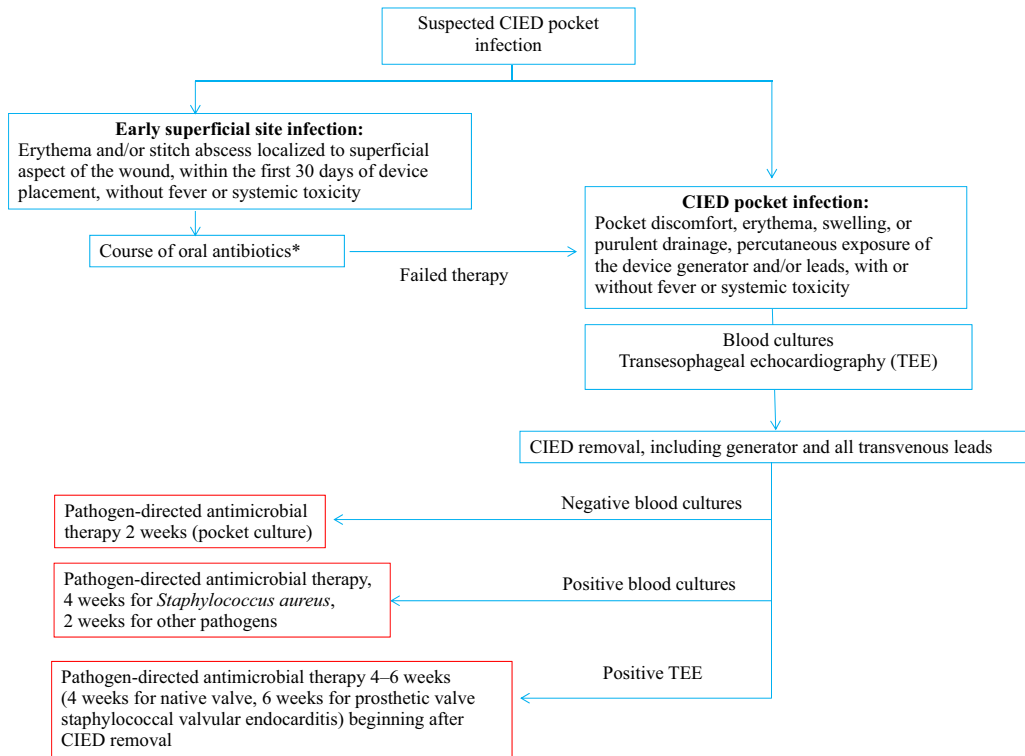 Suspected CIED pocket
infection
Early superficial site infection:
Erythema and/or stitch abscess localized to superficial
aspect of the wound, within the first 30 days of device
placement, without fever or systemic toxicity
CIED pocket infection:
Pocket discomfort, erythema, swelling, or
purulent drainage, percutaneous exposure of
the device generator and/or leads, with or
without fever or systemic toxicity
Course of oral antibiotics*
Failed therapy
Blood cultures
Transesophageal echocardiography (TEE)
CIED removal, including generator and all transvenous leads
Negative blood cultures
Pathogen-directed antimicrobial
therapy 2 weeks (pocket culture)
Positive blood cultures
Pathogen-directed antimicrobial therapy,
4 weeks for Staphylococcus aureus,
2 weeks for other pathogens
Positive TEE
Pathogen-directed antimicrobial therapy 4–6 weeks
(4 weeks for native valve, 6 weeks for prosthetic valve
staphylococcal valvular endocarditis) beginning after
CIED removal